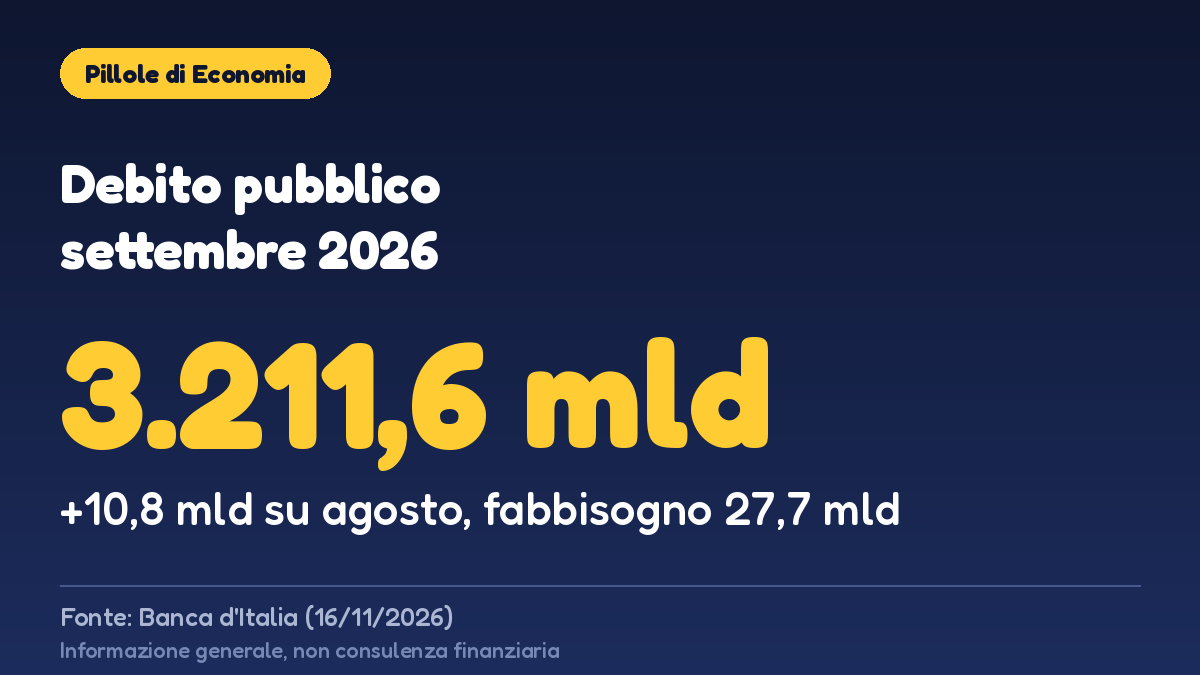 Pillole di Economia
Debito pubblico
settembre 2026
3.211,6 mld
+10,8 mld su agosto, fabbisogno 27,7 mld
Fonte: Banca d'Italia (16/11/2026)
Informazione generale, non consulenza finanziaria